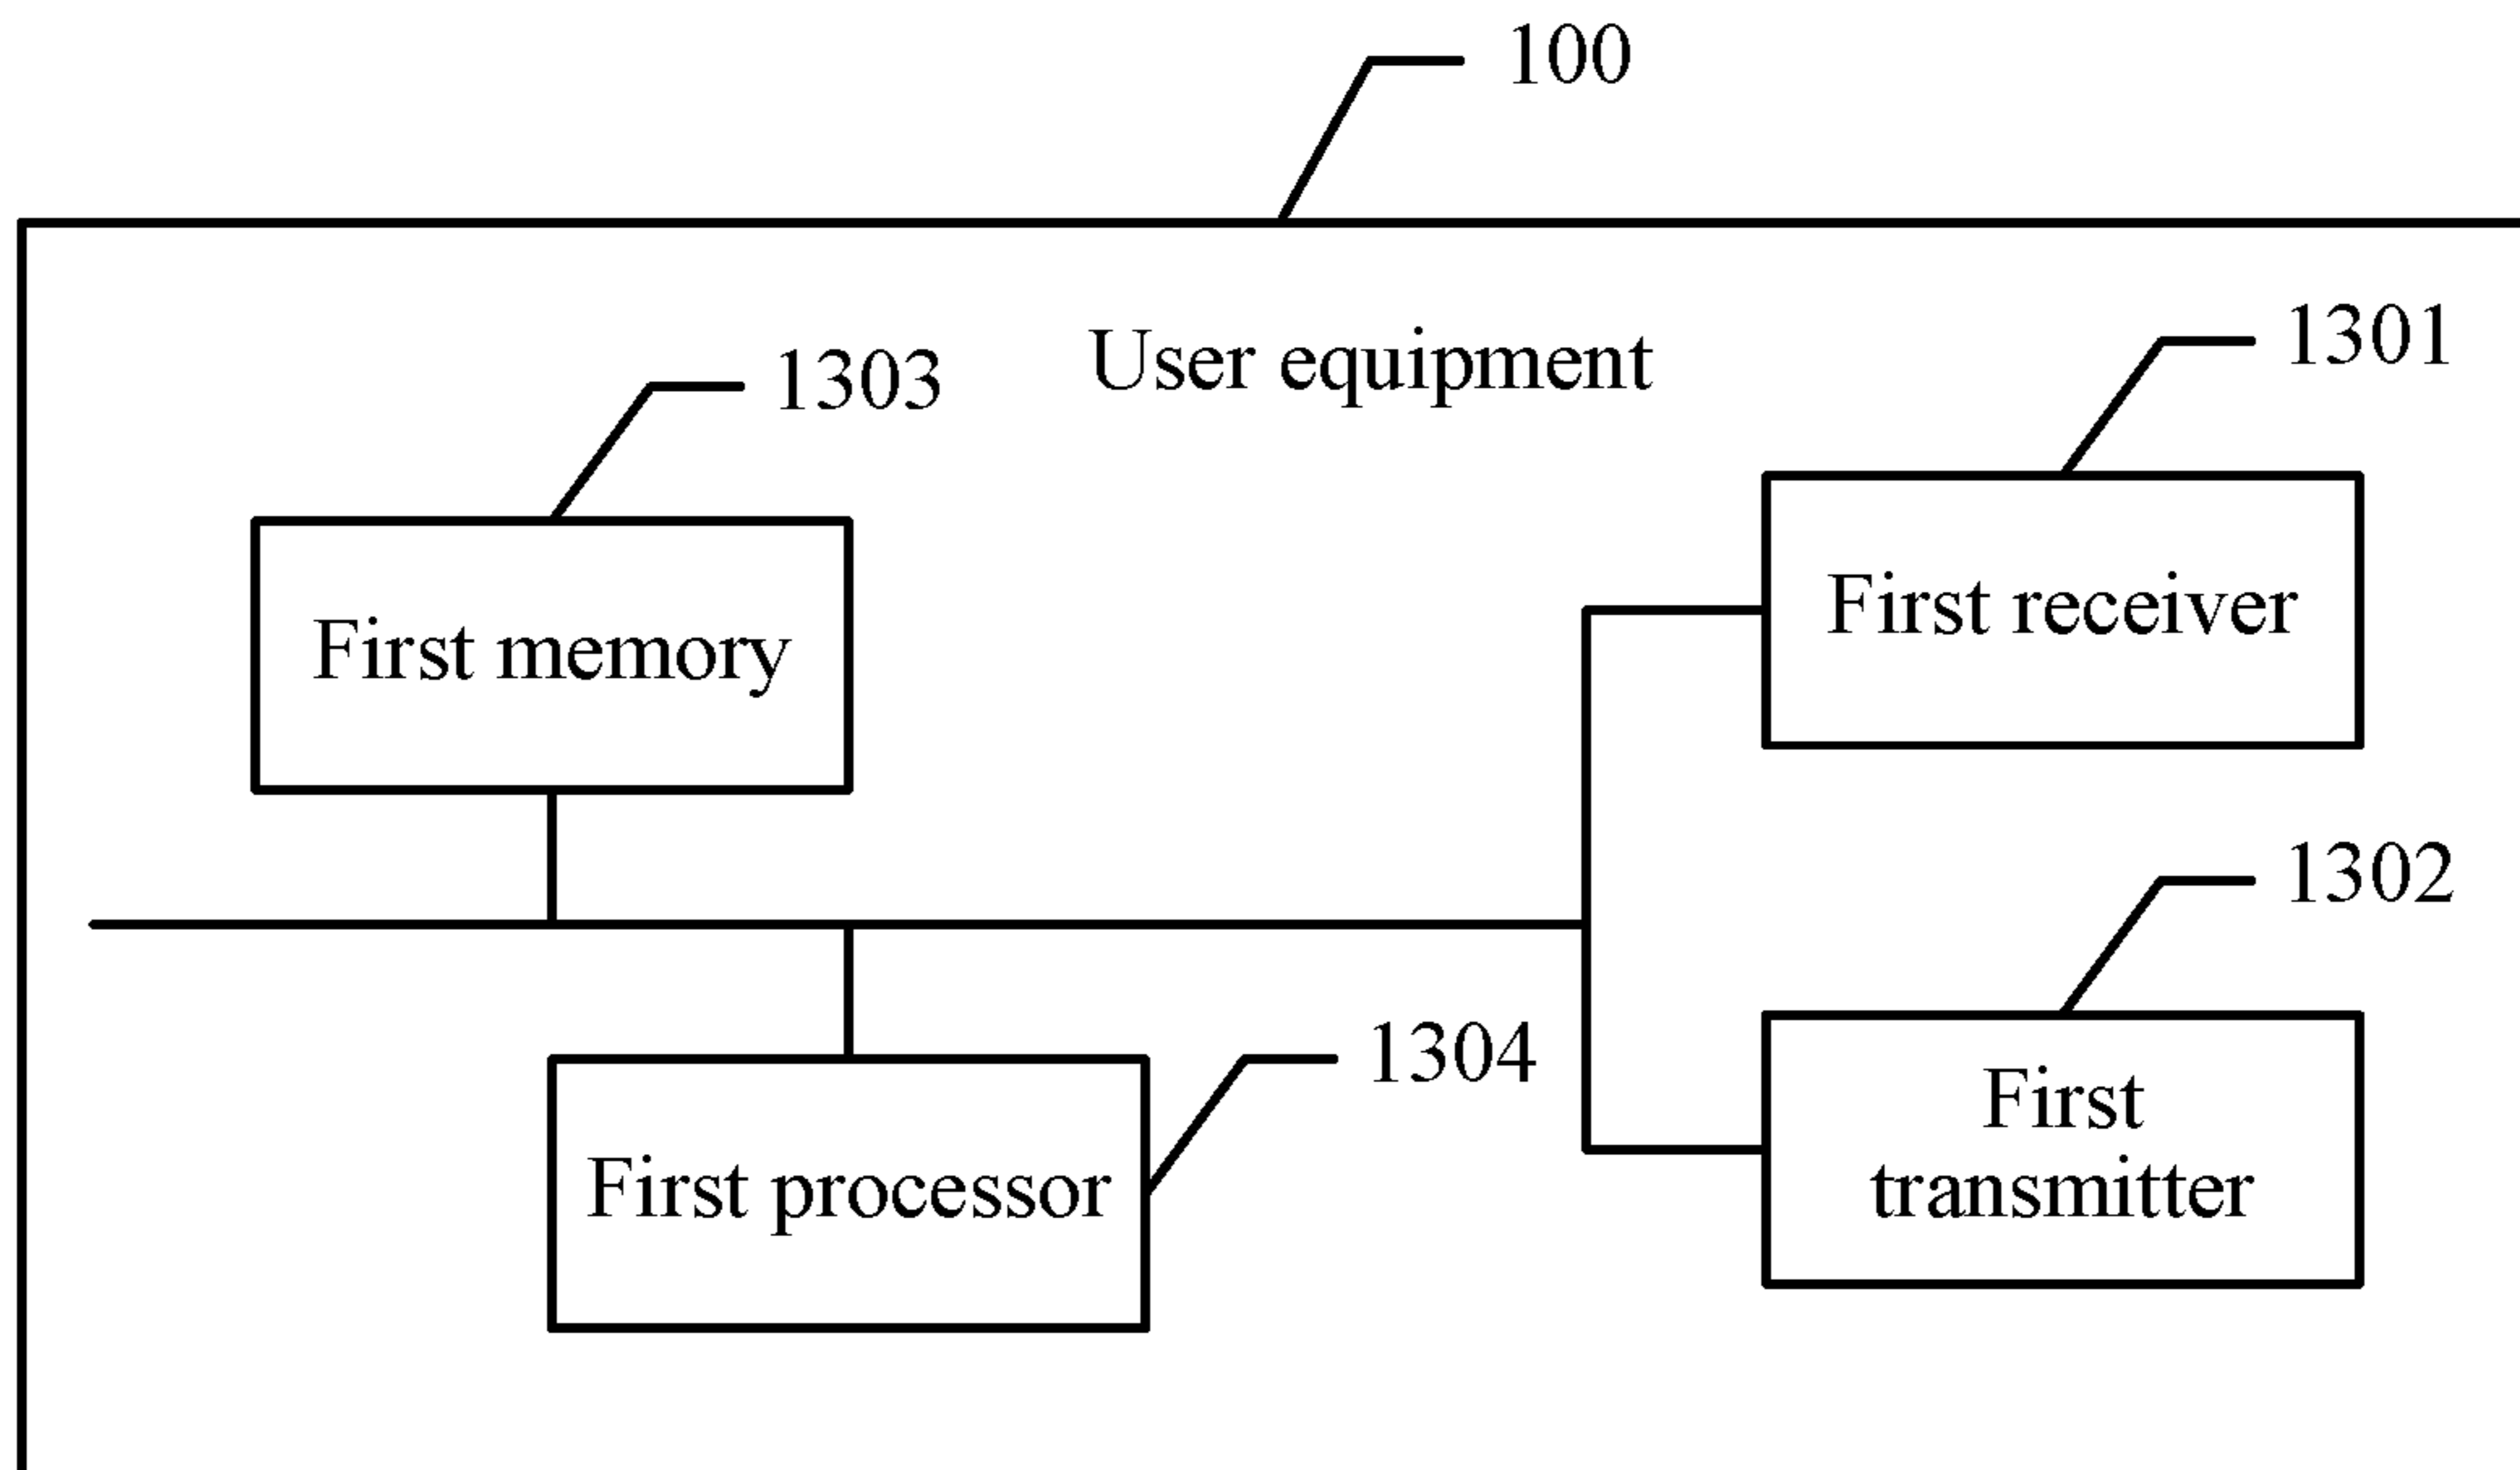 100
User equipment
1301
1303
First receiver
First memory
1302
1304
First
transmitter
First processor